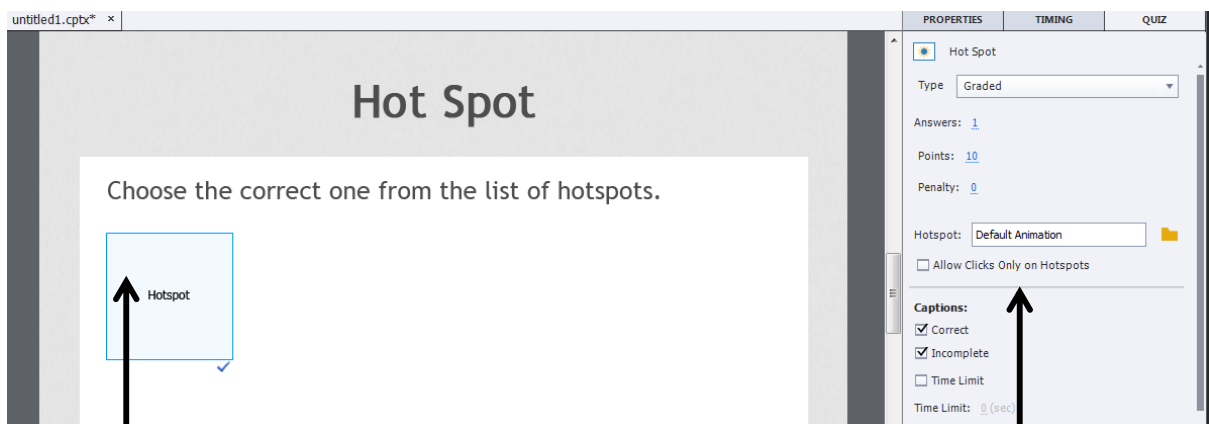 untitled1.cptx* ×
PROPERTIES TIMING QUIZ
Hot Spot
Hot Spot
Type Graded
Answers: 1
Points: 10
Choose the correct one from the list of hotspots.
Penalty: 0
Hotspot: Default Animation
Allow Clicks Only on Hotspots
Hotspot
Captions:
Correct
Incomplete
Time Limit
Time Limit: 0 (sec)